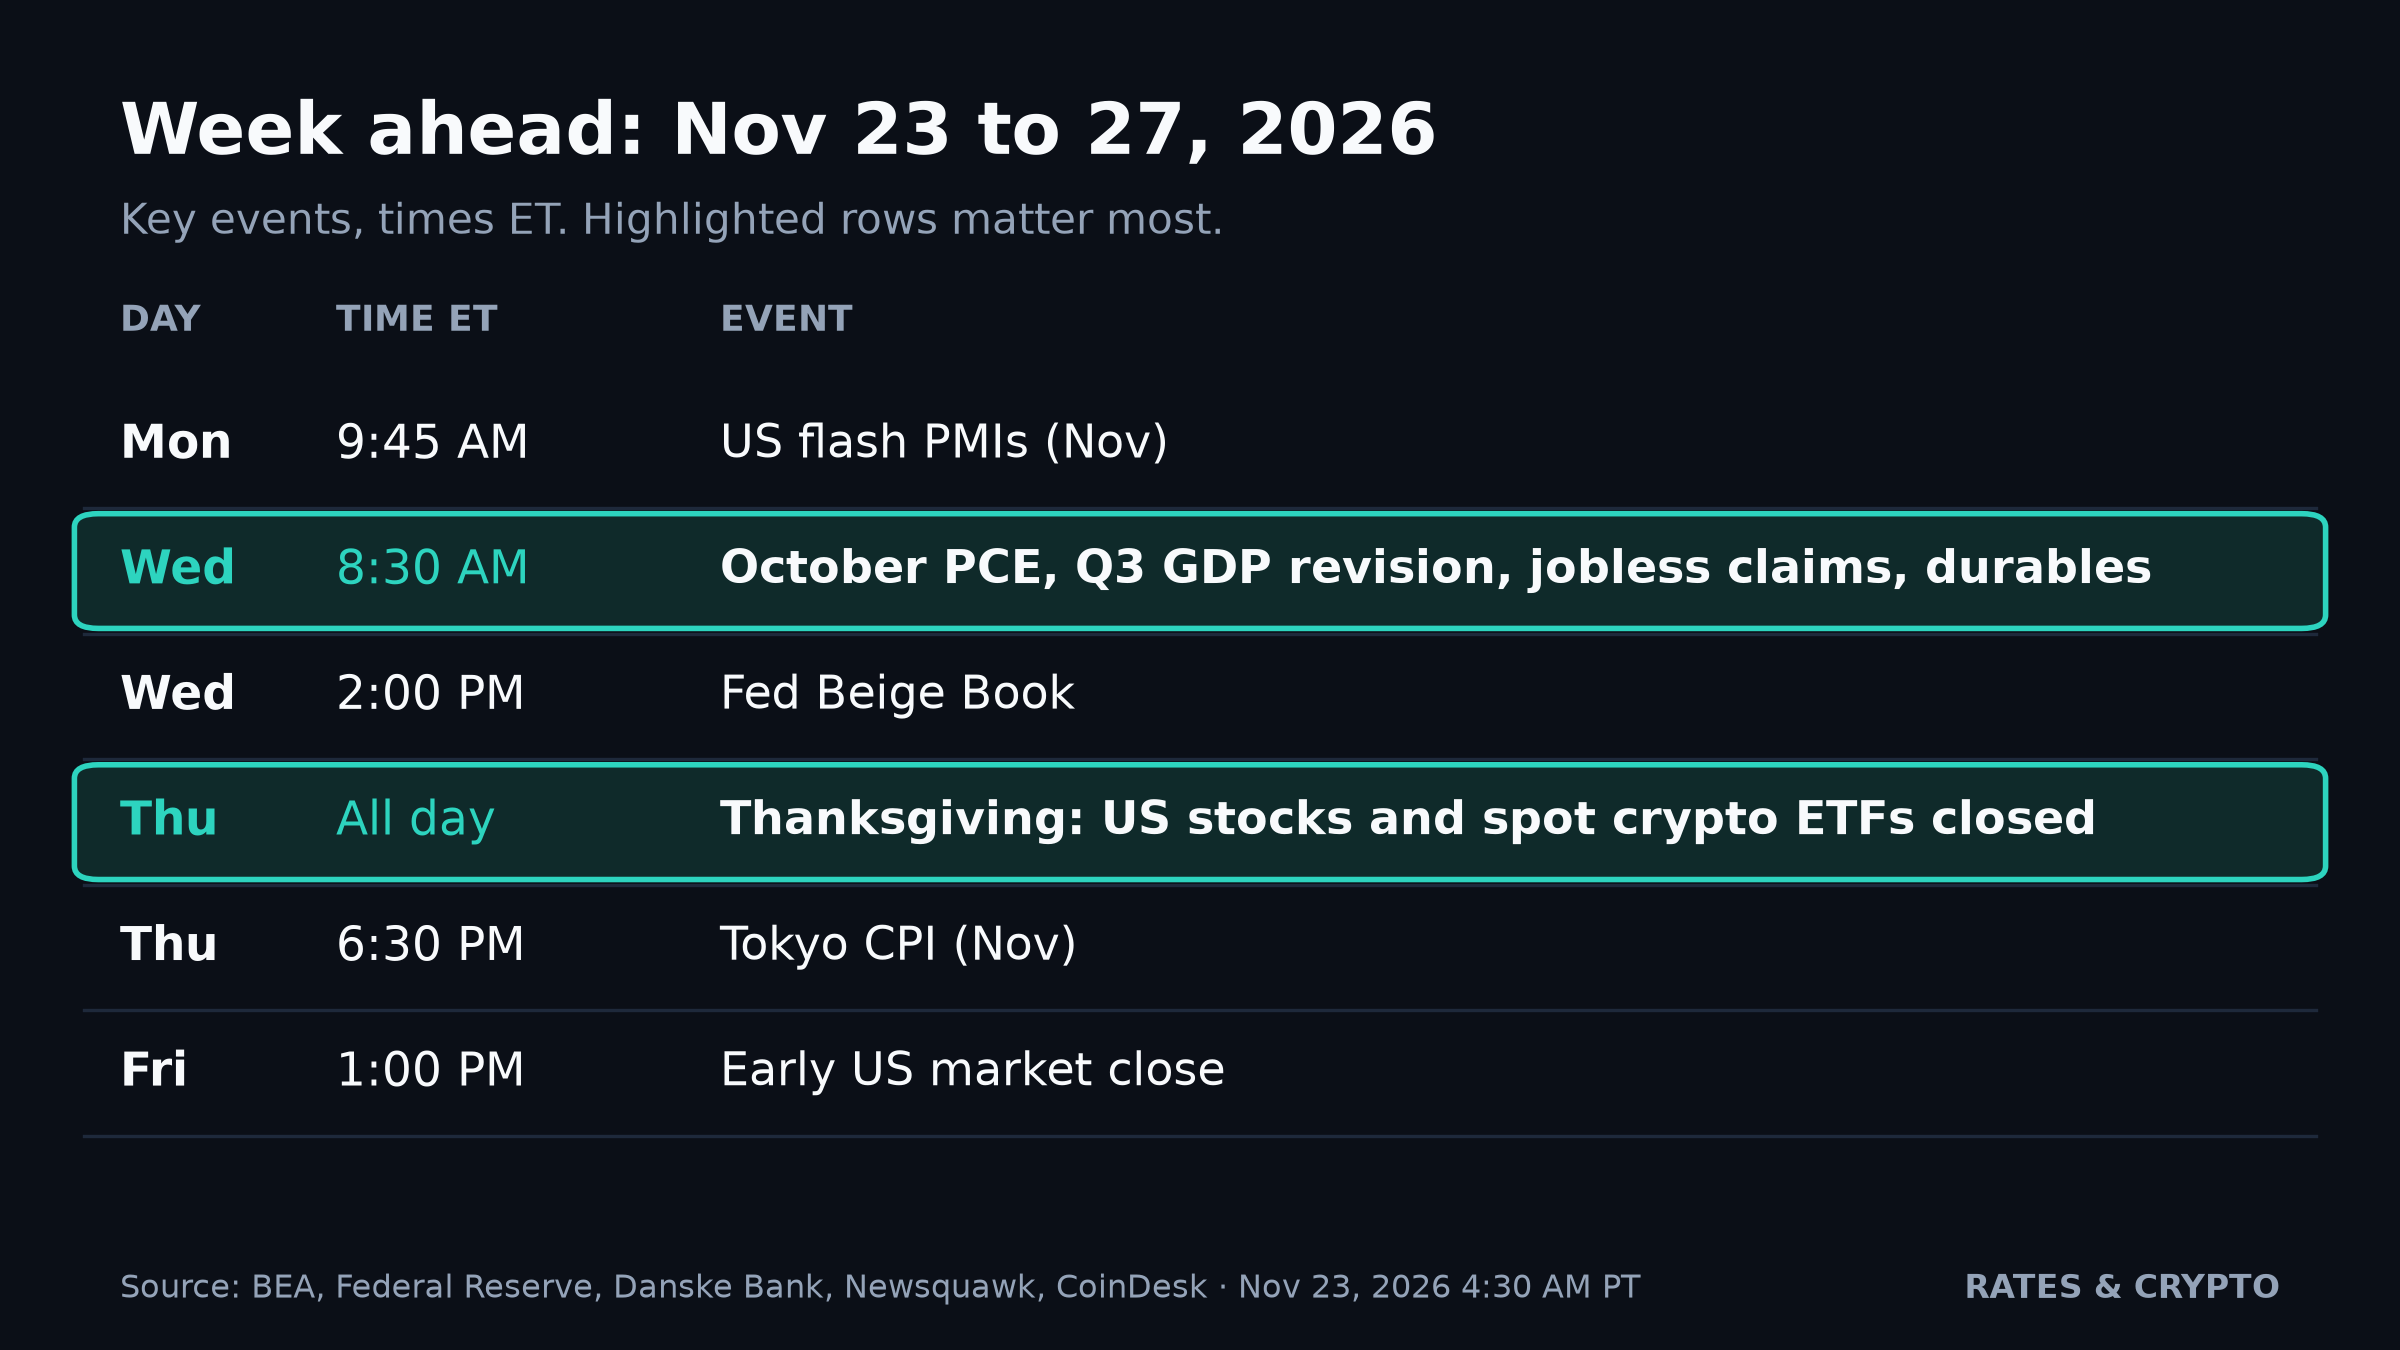 Week ahead: Nov 23 to 27, 2026
Key events, times ET. Highlighted rows matter most.
DAY TIME ET EVENT
Mon 9:45 AM US flash PMIs (Nov)
Wed 8:30 AM October PCE, Q3 GDP revision, jobless claims, durables
Wed 2:00 PM Fed Beige Book
Thu All day Thanksgiving: US stocks and spot crypto ETFs closed
Thu 6:30 PM Tokyo CPI (Nov)
Fri 1:00 PM Early US market close
Source: BEA, Federal Reserve, Danske Bank, Newsquawk, CoinDesk · Nov 23, 2026 4:30 AM PT RATES & CRYPTO